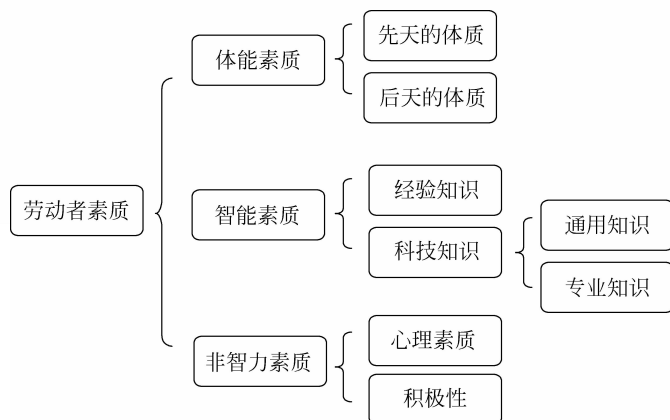 劳动者素质
体能素质
先天的体质
后天的体质
智能素质
经验知识
科技知识
通用知识
专业知识
非智力素质
心理素质
积极性